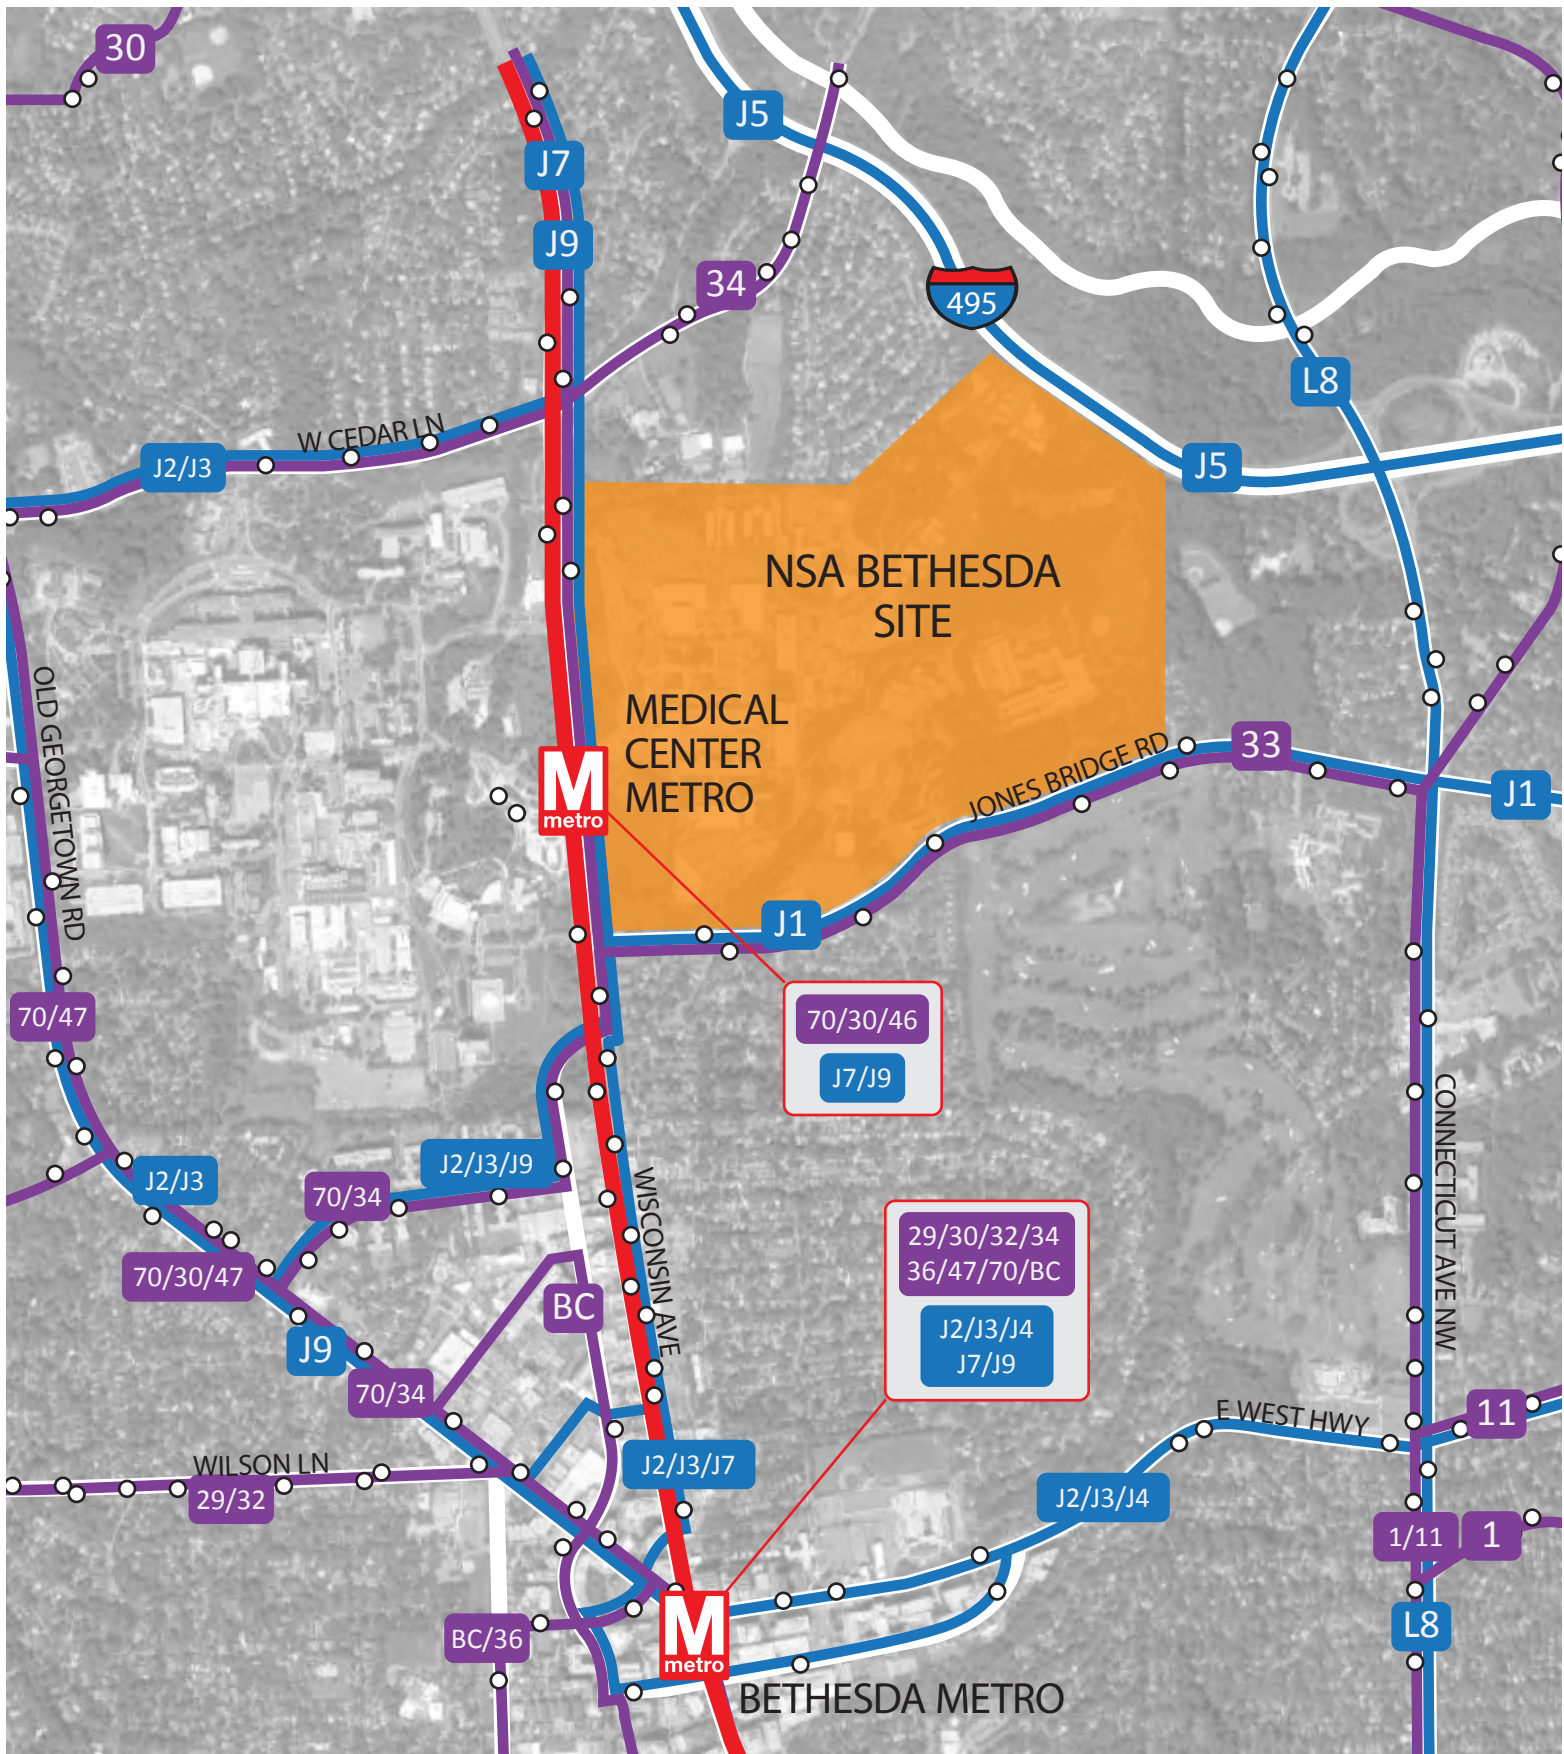 30
J5
J7
J9
34
495
L8
W CEDAR LN
J2/J3
J5
NSA BETHESDA
SITE
OLD GEORGETOWN RD
MEDICAL
CENTER
METRO
M
metro
JONES BRIDGE RD
33
J1
J1
70/47
70/30/46
J7/J9
CONNECTICUT AVE NW
J2/J3/J9
J2/J3
70/34
WISCONSIN AVE
70/30/47
BC
29/30/32/34
36/47/70/BC
J2/J3/J4
J7/J9
J9
70/34
E WEST HWY
11
WILSON LN
29/32
J2/J3/J7
J2/J3/J4
1/11
1
L8
BC/36
M
metro
BETHESDA METRO